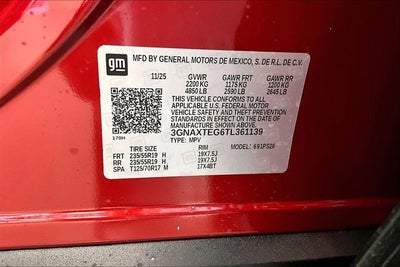 gm
MFD BY GENERAL MOTORS DE MEXICO, S. DE R.L. DE C.V.
11/25 GVWR GAWR FRT GAWR RR
2200 KG 1175 KG 1200 KG
4850 LB 2590 LB 2645 LB
THIS VEHICLE CONFORMS TO ALL
APPLICABLE U.S. FEDERAL MOTOR
VEHICLE SAFETY, BUMPER, AND
THEFT PREVENTION STANDARDS
IN EFFECT ON THE DATE OF
MANUFACTURE SHOWN ABOVE.
3GNAXTEG6TL361139
TYPE: MPV
TIRE SIZE RIM MODEL: 691PS26
FRT 235/55R19 H 19X7.5J
RR 235/55R19 H 19X7.5J
SPA T125/70R17 M 17X4BT